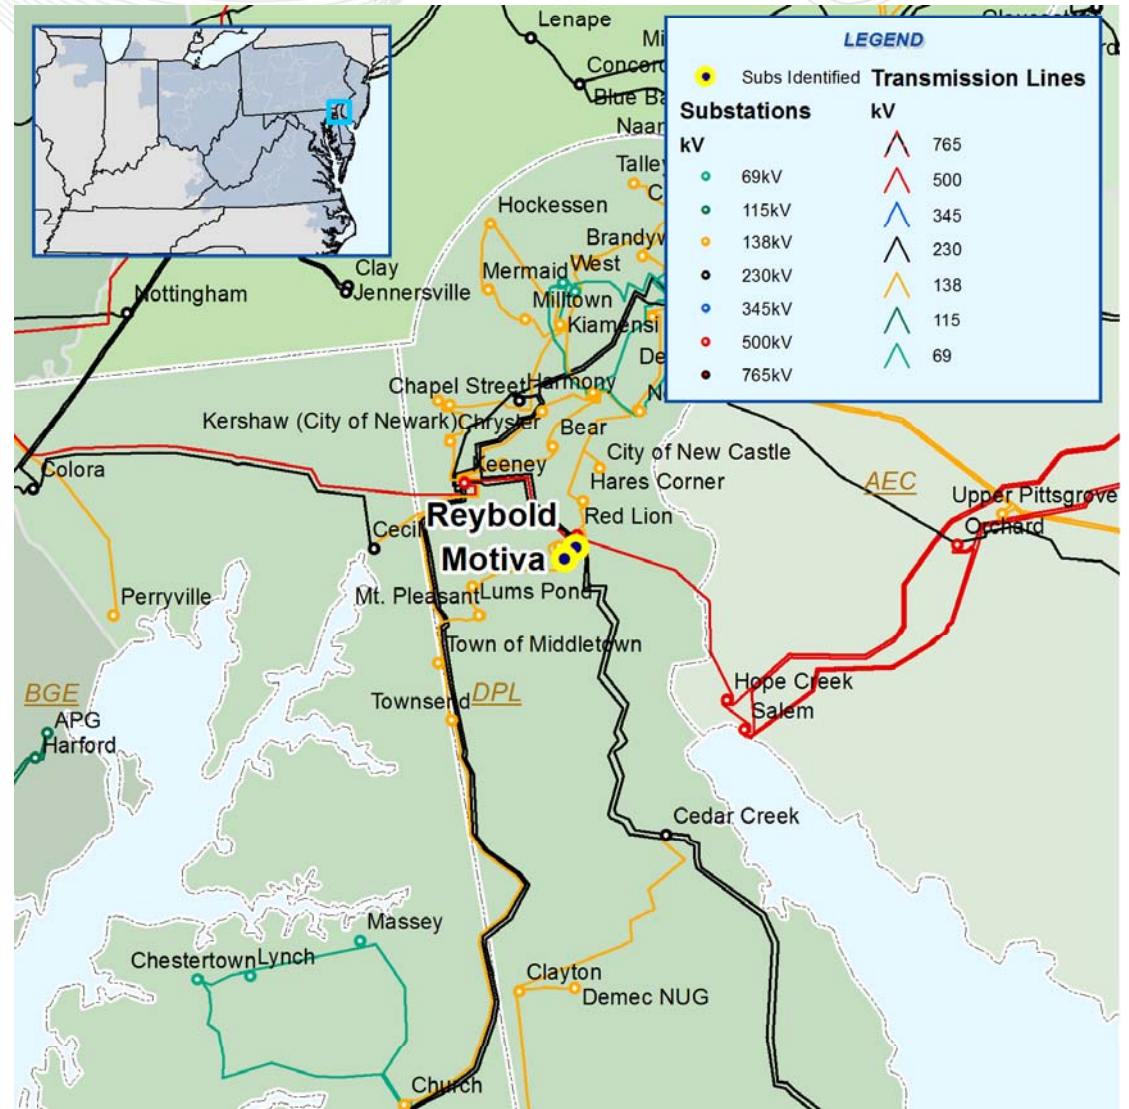 Lenape
Concord
Blue Ba
Naar
Talley
C
Hockessen
Brandyw
Mermaid
West
Milltown
Kiamensi
De
Clay
Jennersville
Nottingham
Chapel Street
Harmony
Kershaw (City of Newark)
Chrysler
Bear
City of New Castle
Keeney
Hares Corner
Colora
Reybold
Red Lion
Cecil
Motiva
Mt. Pleasant
Lums Pond
Perryville
Town of Middletown
BGE
Townsend
DPL
APG
Harford
AEC
Upper Pittsgrove
Orchard
Hope Creek
Salem
Cedar Creek
Massey
Chestertown
Lynch
Clayton
Demec NUG
Church
LEGEND
Subs Identified
Substations
kV
69kV
115kV
138kV
230kV
345kV
500kV
765kV
Transmission Lines
kV
765
500
345
230
138
115
69